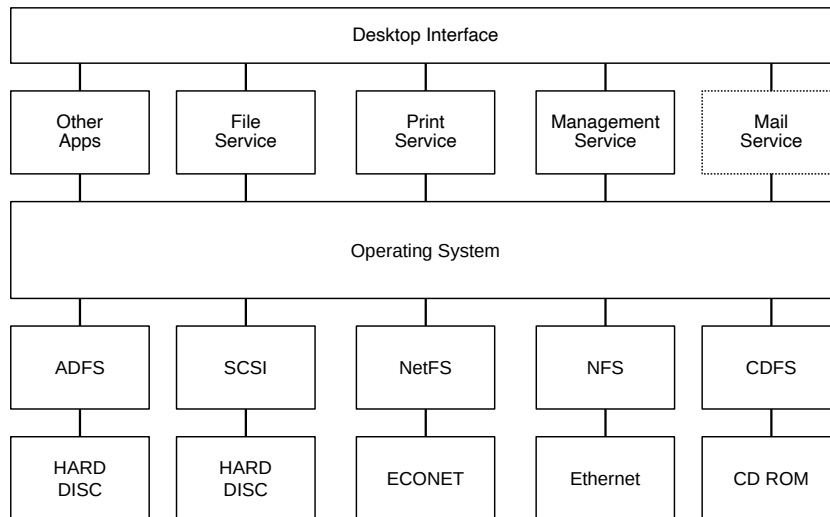 Desktop Interface
Other
Apps
File
Service
Print
Service
Management
Service
Mail
Service
Operating System
ADFS
SCSI
NetFS
NFS
CDFS
HARD
DISC
HARD
DISC
ECONET
Ethernet
CD ROM